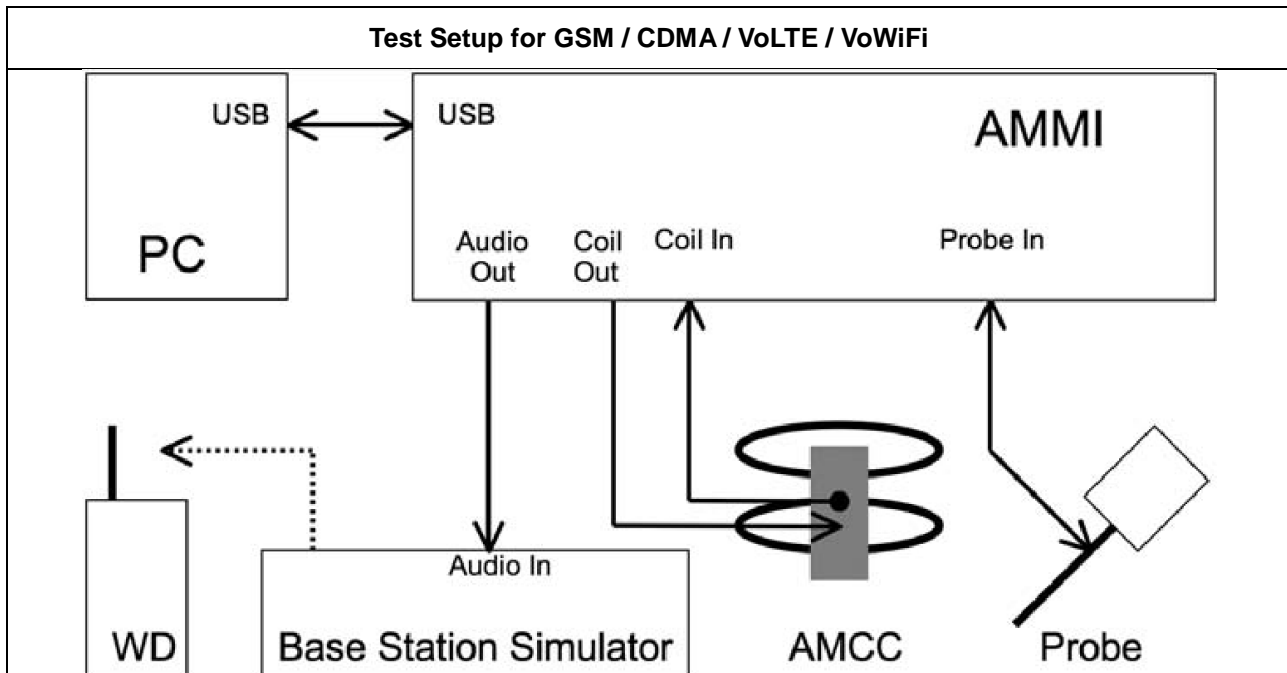 Test Setup for GSM / CDMA / VoLTE / VoWiFi
USB
USB
AMMI
PC
Audio
Out
Coil
Out
Coil In
Probe In
Audio In
WD
Base Station Simulator
AMCC
Probe